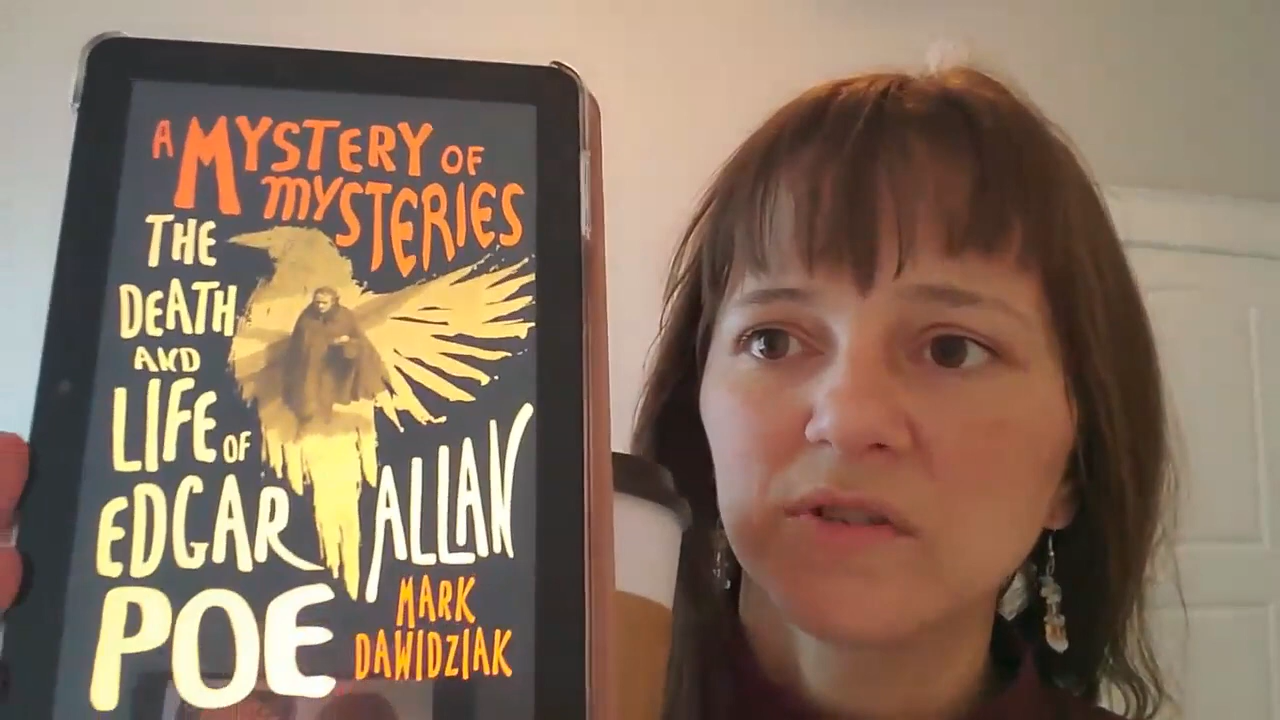 A MYSTERY OF
MYSTERIES
THE
DEATH
AND
LIFE OF
EDGAR ALLAN
POE
MARK
DAWIDZIAK